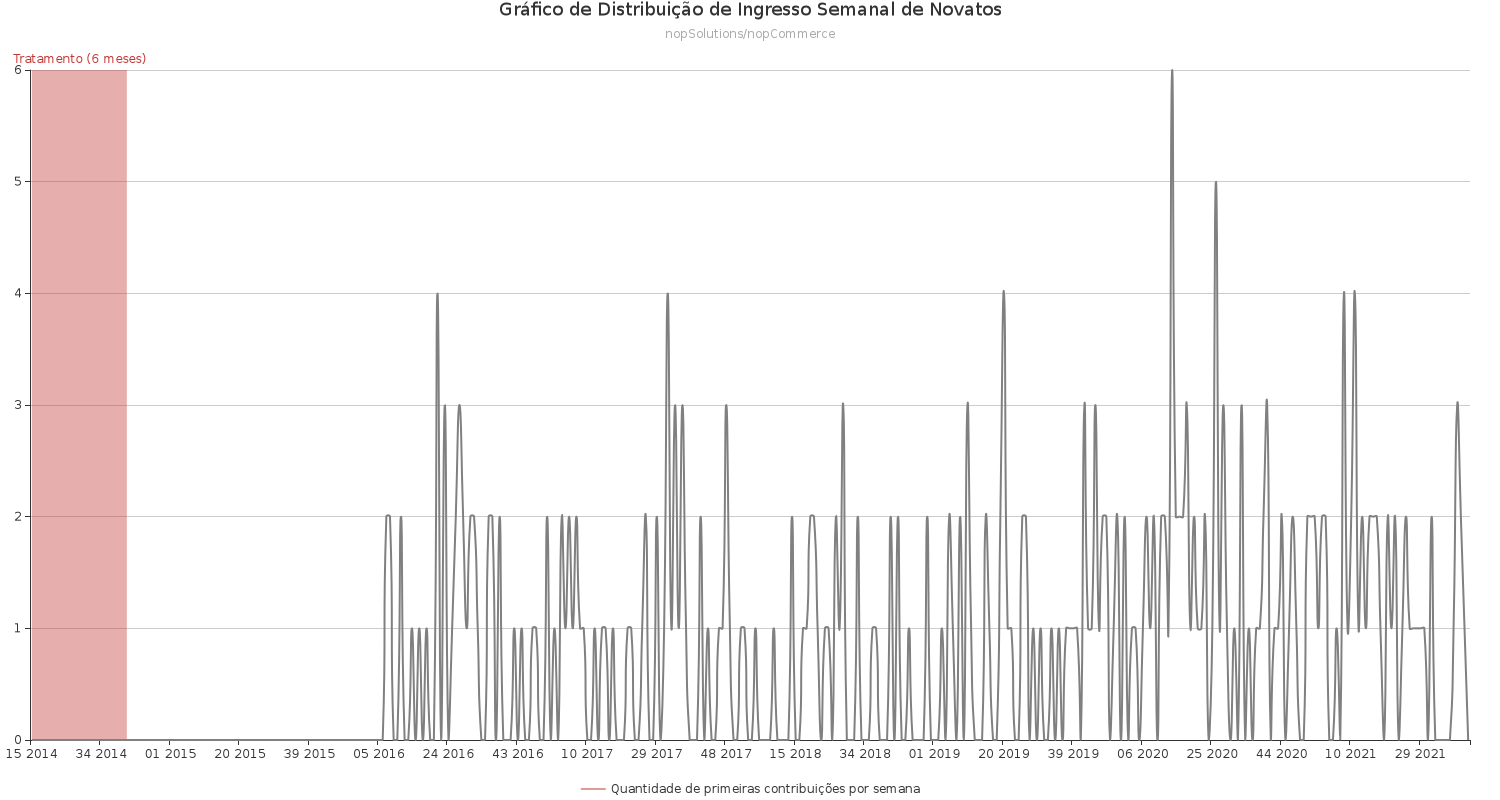 Gráfico de Distribuição de Ingresso Semanal de Novatos
nopSolutions/nopCommerce
Tratamento (6 meses)
6
5
4
3
2
1
0
15 2014 34 2014 01 2015 20 2015 39 2015 05 2016 24 2016 43 2016 10 2017 29 2017 48 2017 15 2018 34 2018 01 2019 20 2019 39 2019 06 2020 25 2020 44 2020 10 2021 29 2021
Quantidade de primeiras contribuições por semana